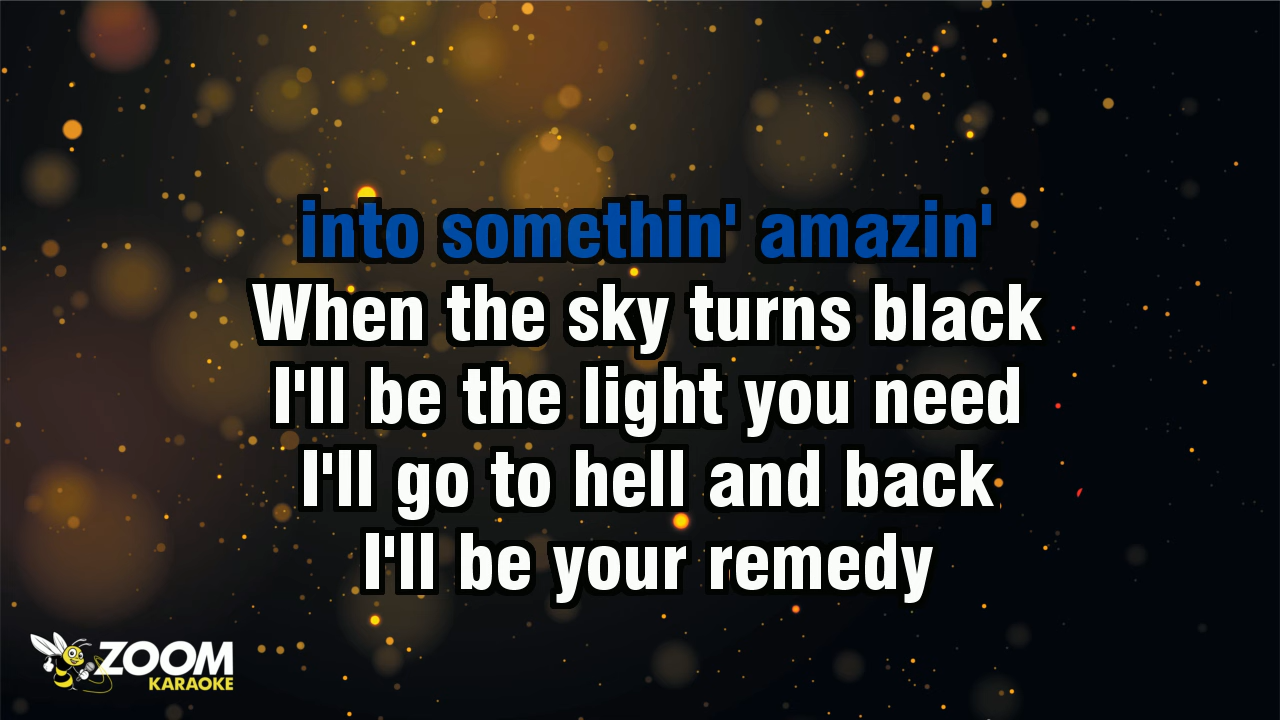 into somethin' amazin'
When the sky turns black
I'll be the light you need
I'll go to hell and back
I'll be your remedy
ZOOM
KARAOKE